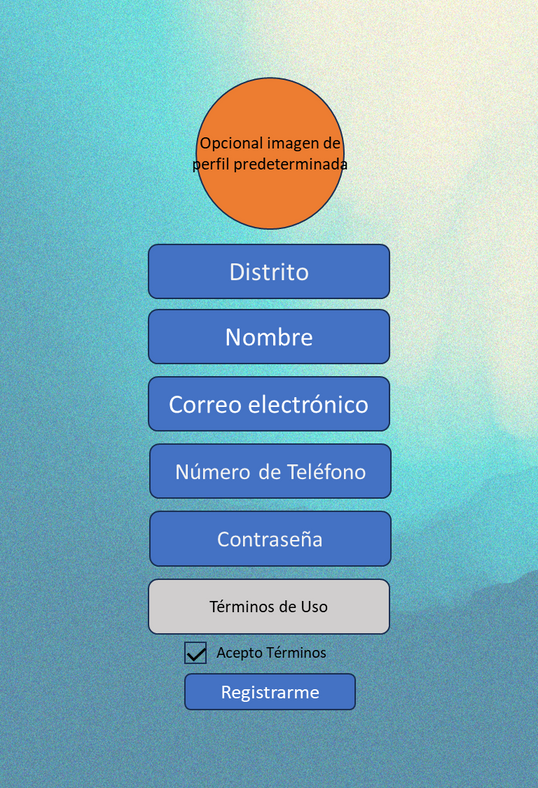 Opcional imagen de
perfil predeterminada
Distrito
Nombre
Correo electrónico
Número de Teléfono
Contraseña
Términos de Uso
Acepto Términos
Registrarme